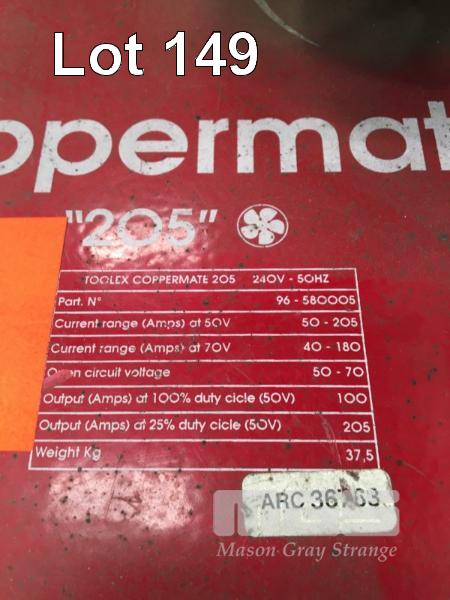 Lot 149
ppermat
"205"
TOOLEX COPPERMATE 205 240V - 50HZ
Part. N° 96 - 580005
Current range (Amps) at 50V 50 - 205
Current range (Amps) at 70V 40 - 180
Open circuit voltage 50 - 70
Output (Amps) at 100% duty cicle (50V) 100
Output (Amps) at 25% duty cicle (50V) 205
Weight Kg 37,5
ARC
Mason Gray Strange